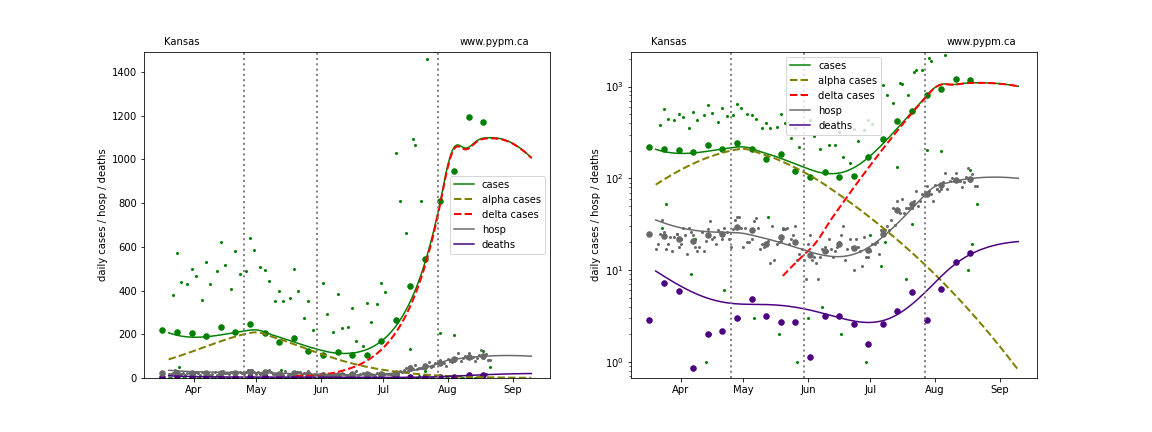 Kansas www.pypm.ca
daily cases / hosp / deaths
1400
1200
1000
800
600
400
200
0
cases
alpha cases
delta cases
hosp
deaths
Apr May Jun Jul Aug Sep
Kansas www.pypm.ca
daily cases / hosp / deaths
10³
10²
10¹
10⁰
cases
alpha cases
delta cases
hosp
deaths
Apr May Jun Jul Aug Sep